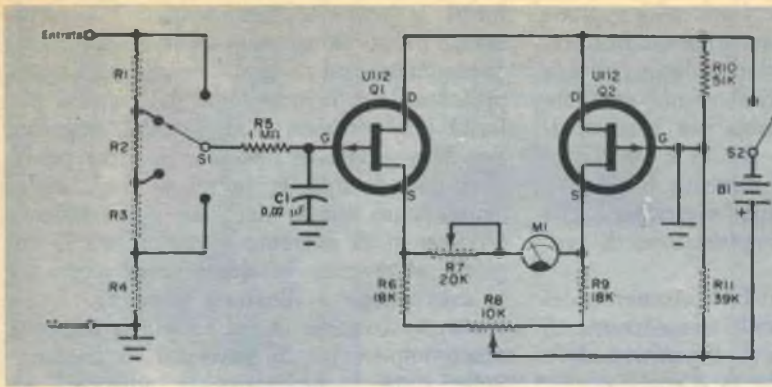 Entrata
R1
R2
R3
R4
S1
R5
1 MΩ
C1
0,02 µF
U112
Q1
G
D
S
R7
20K
M1
R6
18K
R8
10K
R9
18K
U112
Q2
D
G
S
R10
51K
S2
B1
+
R11
39K